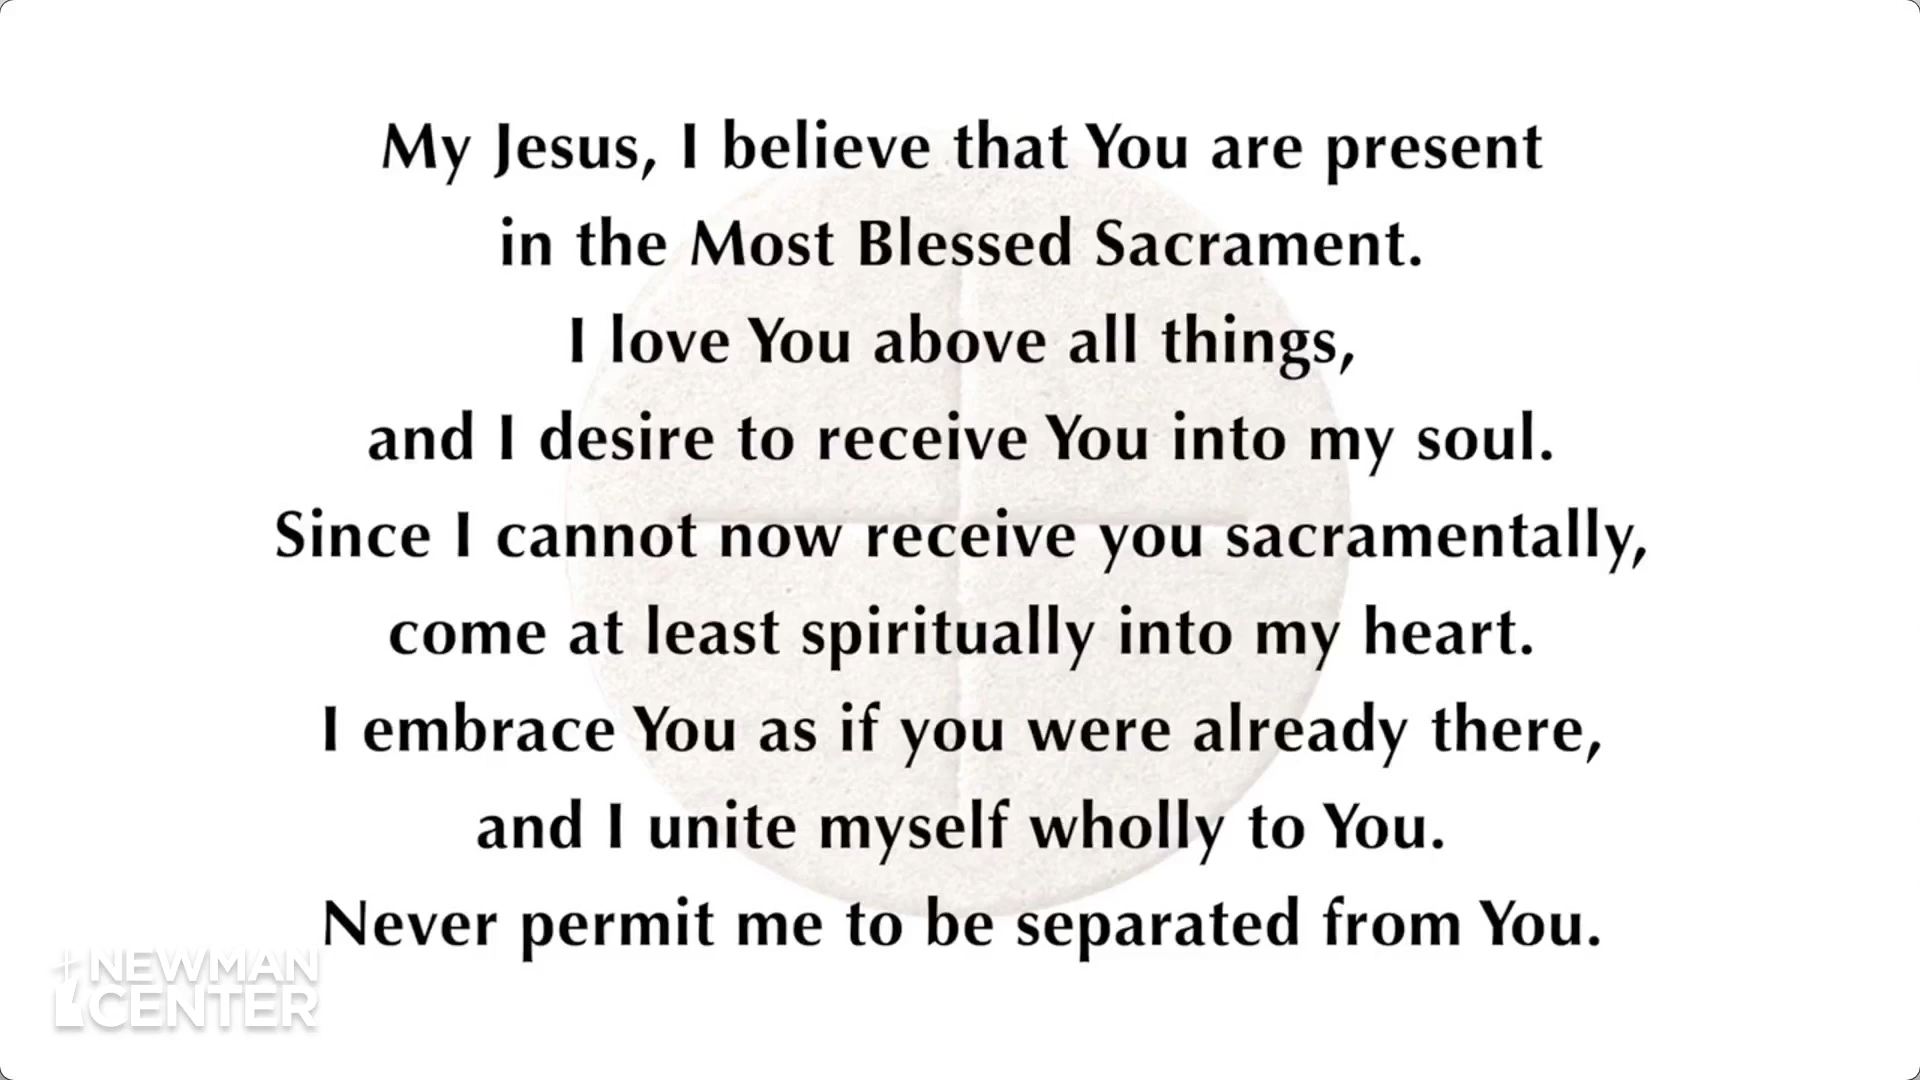 My Jesus, I believe that You are present
in the Most Blessed Sacrament.
I love You above all things,
and I desire to receive You into my soul.
Since I cannot now receive you sacramentally,
come at least spiritually into my heart.
I embrace You as if you were already there,
and I unite myself wholly to You.
Never permit me to be separated from You.
NEWMAN
CENTER